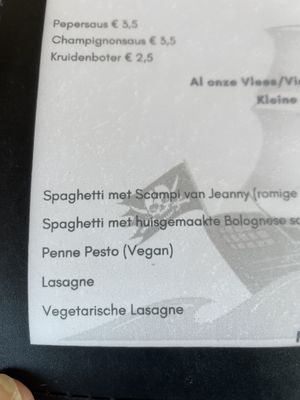 Pepersaus € 3,5
Champignonsaus € 3,5
Kruidenboter € 2,5
Al onze Vlees/Vi
Kleine
Spaghetti met Scampi van Jeanny (romige
Spaghetti met huisgemaakte Bolognese sa
Penne Pesto (Vegan)
Lasagne
Vegetarische Lasagne